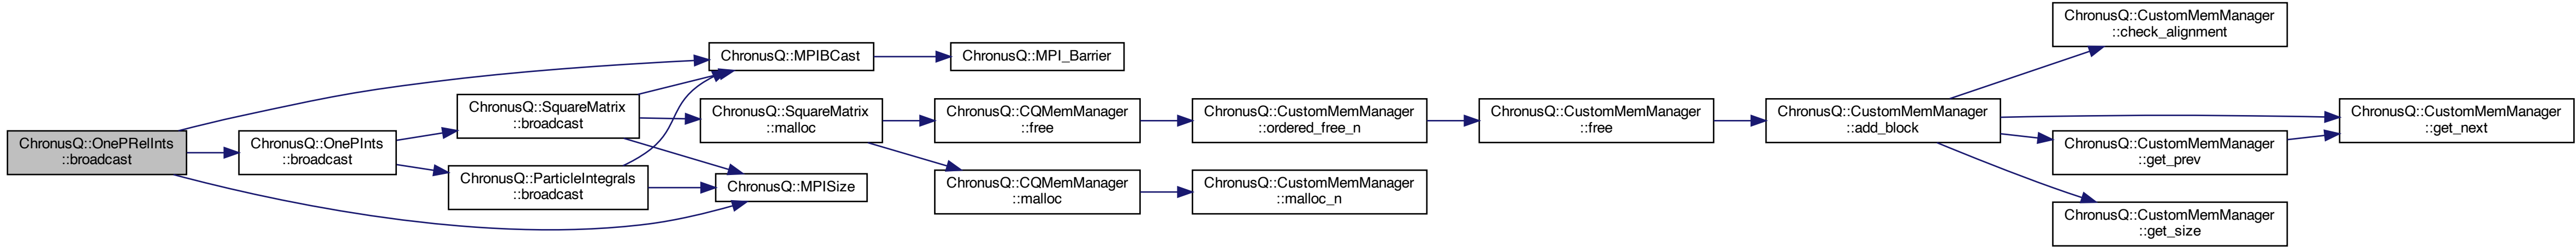 ChronusQ::OnePRelInts
::broadcast
ChronusQ::OnePInts
::broadcast
ChronusQ::SquareMatrix
::broadcast
ChronusQ::ParticleIntegrals
::broadcast
ChronusQ::MPIBCast
ChronusQ::SquareMatrix
::malloc
ChronusQ::MPISize
ChronusQ::MPI_Barrier
ChronusQ::CQMemManager
::free
ChronusQ::CQMemManager
::malloc
ChronusQ::CustomMemManager
::ordered_free_n
ChronusQ::CustomMemManager
::malloc_n
ChronusQ::CustomMemManager
::free
ChronusQ::CustomMemManager
::add_block
ChronusQ::CustomMemManager
::check_alignment
ChronusQ::CustomMemManager
::get_prev
ChronusQ::CustomMemManager
::get_size
ChronusQ::CustomMemManager
::get_next